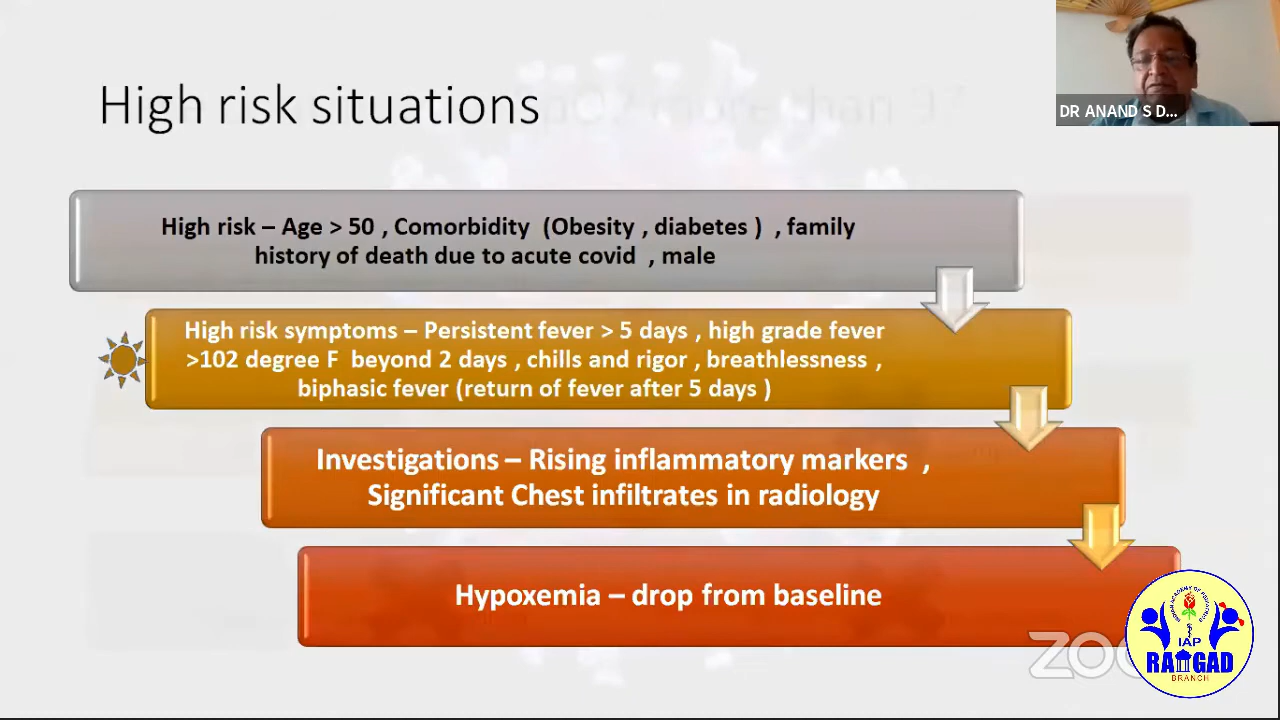 High risk situations
DR ANAND S D...
High risk – Age > 50 , Comorbidity (Obesity , diabetes ) , family
history of death due to acute covid , male
High risk symptoms – Persistent fever > 5 days , high grade fever
>102 degree F beyond 2 days , chills and rigor , breathlessness ,
biphasic fever (return of fever after 5 days )
Investigations – Rising inflammatory markers ,
Significant Chest infiltrates in radiology
Hypoxemia – drop from baseline
IAP
RAIGAD
BRANCH